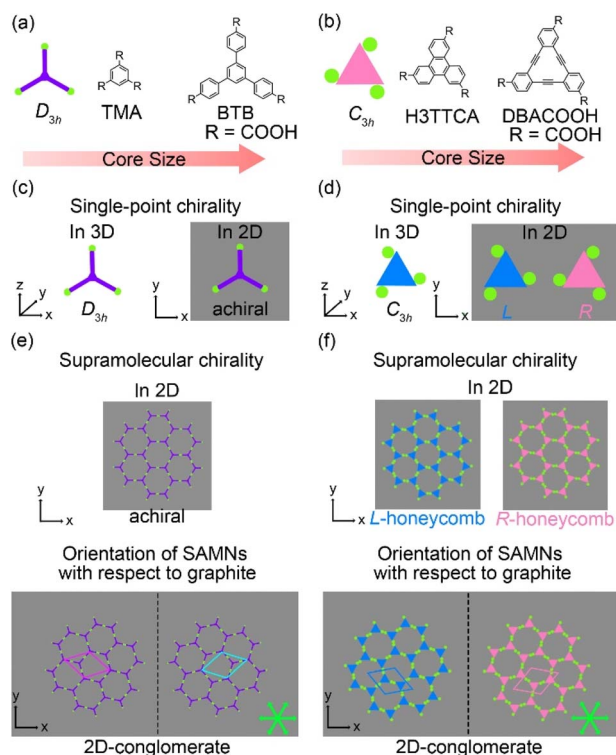 (a)
R
R
R
D3h
TMA
R
R
R
BTB
R = COOH
Core Size
(b)
R
R
R
C3h
H3TTCA
R
R
R
DBACOOH
R = COOH
Core Size
(c)
Single-point chirality
In 3D
In 2D
z
y
x
D3h
y
x
achiral
(d)
Single-point chirality
In 3D
In 2D
z
y
x
C3h
y
x
L
R
(e)
Supramolecular chirality
In 2D
y
x
achiral
Orientation of SAMNs
with respect to graphite
y
x
2D-conglomerate
(f)
Supramolecular chirality
In 2D
y
x
L-honeycomb
R-honeycomb
Orientation of SAMNs
with respect to graphite
y
x
2D-conglomerate